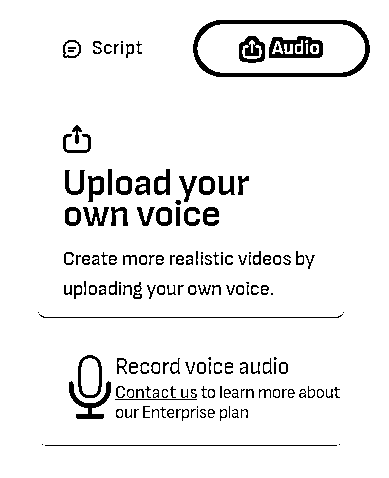 Script
Audio
Upload your
own voice
Create more realistic videos by
uploading your own voice.
Record voice audio
Contact us to learn more about
our Enterprise plan